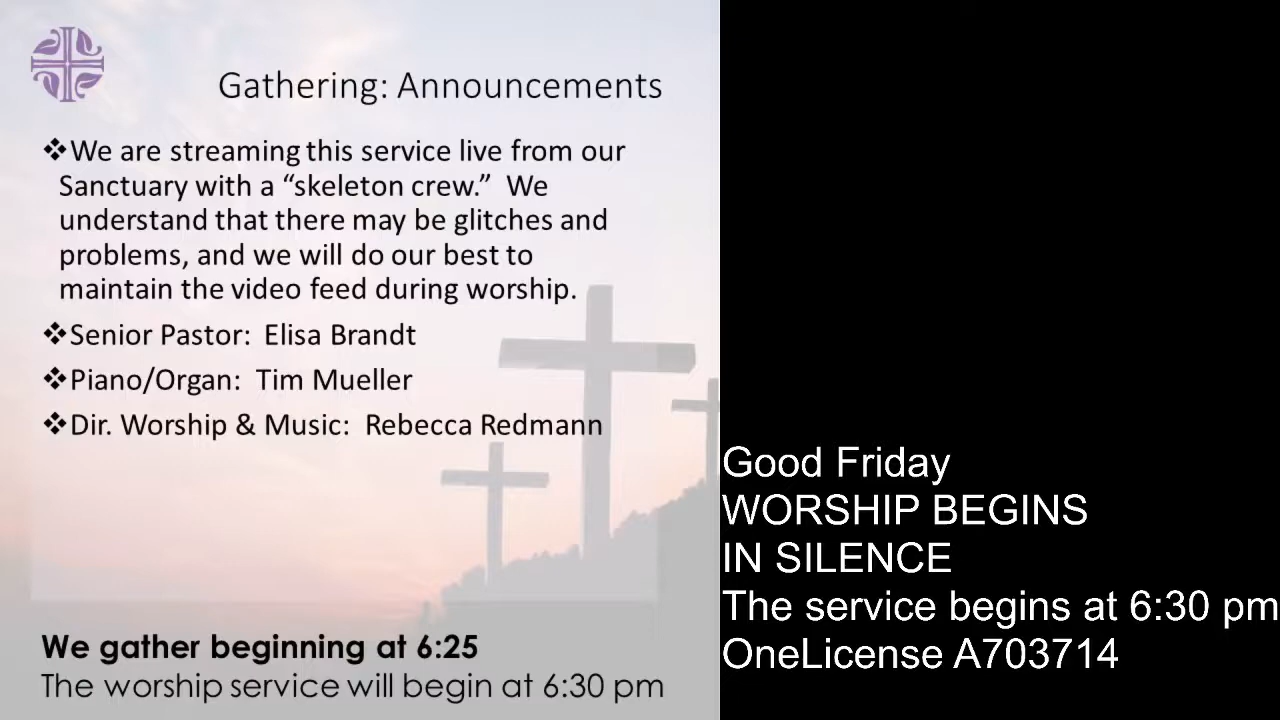 Gathering: Announcements
❖We are streaming this service live from our
Sanctuary with a “skeleton crew.”  We
understand that there may be glitches and
problems, and we will do our best to
maintain the video feed during worship.
❖Senior Pastor:  Elisa Brandt
❖Piano/Organ:  Tim Mueller
❖Dir. Worship & Music:  Rebecca Redmann
We gather beginning at 6:25
The worship service will begin at 6:30 pm
Good Friday
WORSHIP BEGINS
IN SILENCE
The service begins at 6:30 pm
OneLicense A703714